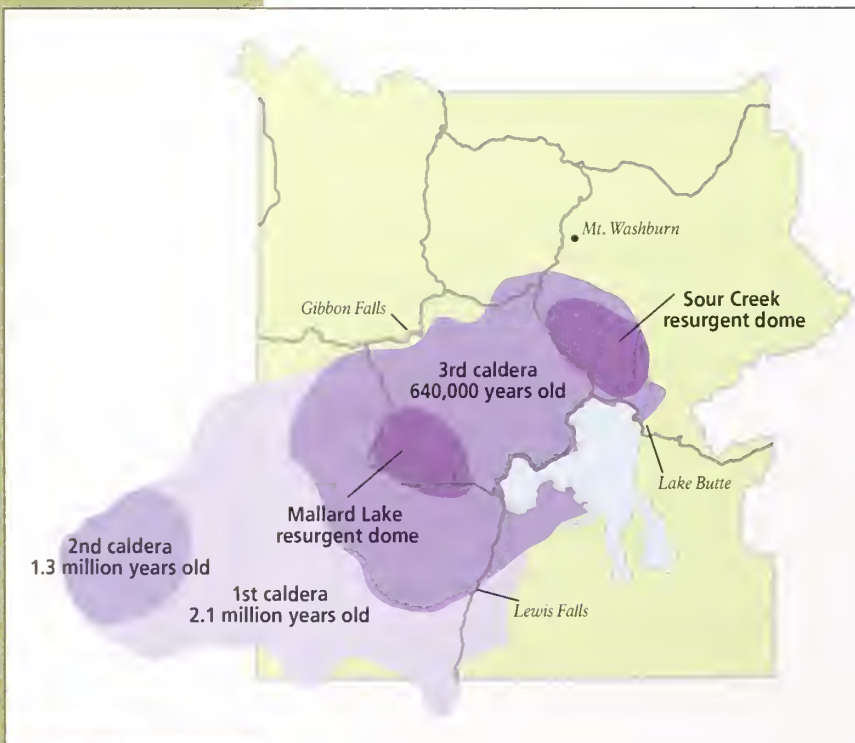 Mt. Washburn
Gibbon Falls
Sour Creek
resurgent dome
3rd caldera
640,000 years old
Lake Butte
Mallard Lake
resurgent dome
2nd caldera
1.3 million years old
1st caldera
2.1 million years old
Lewis Falls